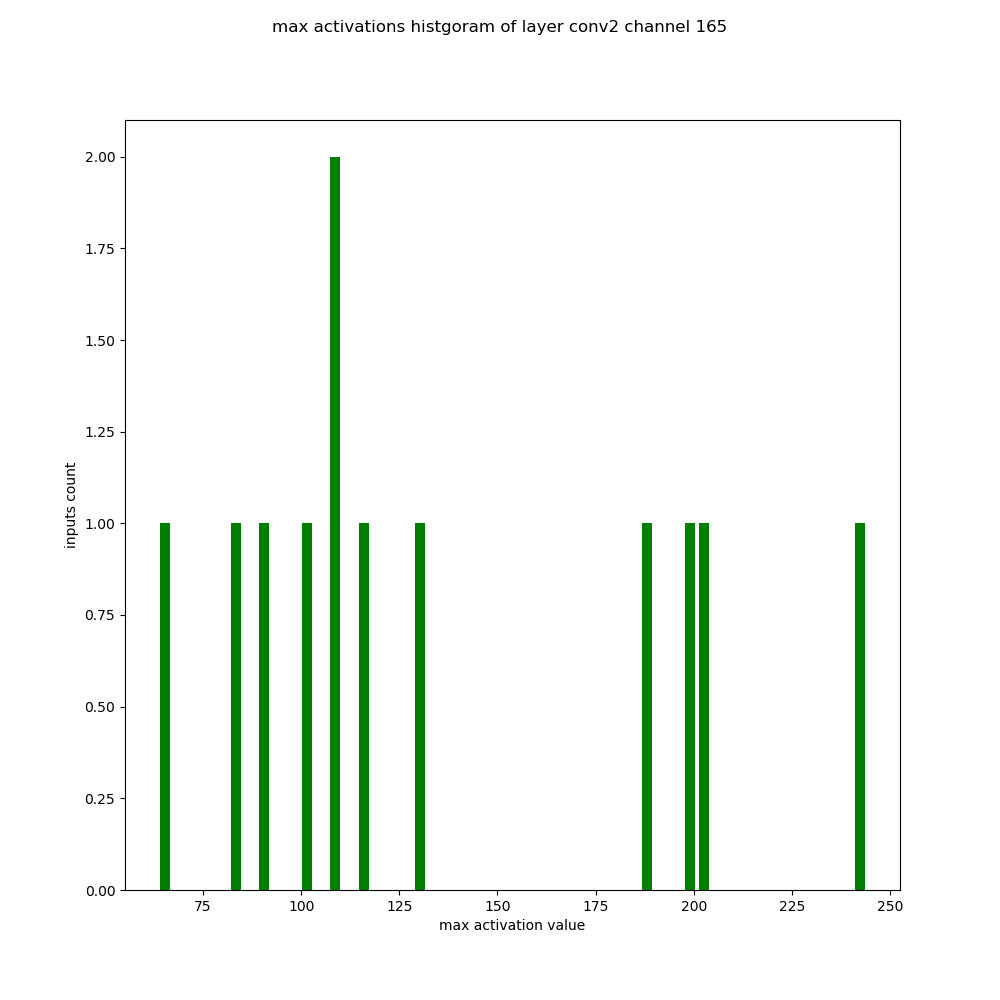 max activations histgoram of layer conv2 channel 165
2.00
1.75
1.50
1.25
1.00
0.75
0.50
0.25
0.00
inputs count
75 100 125 150 175 200 225 250
max activation value